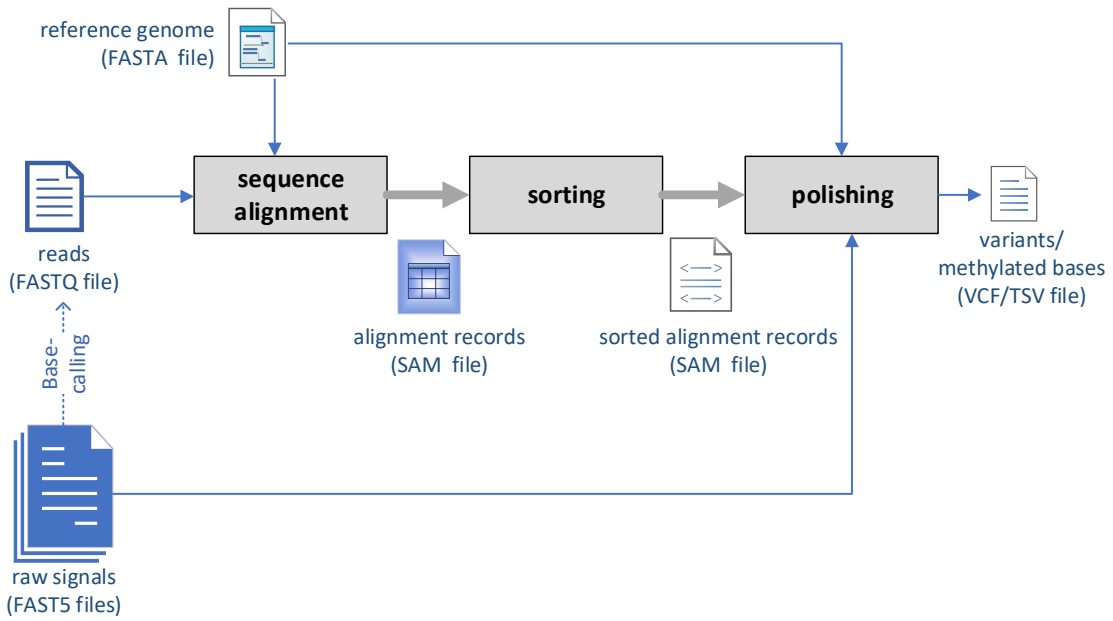 reference genome
(FASTA file)
sequence
alignment
sorting
polishing
reads
(FASTQ file)
variants/
methylated bases
(VCF/TSV file)
alignment records
(SAM file)
sorted alignment records
(SAM file)
Base-
calling
raw signals
(FAST5 files)